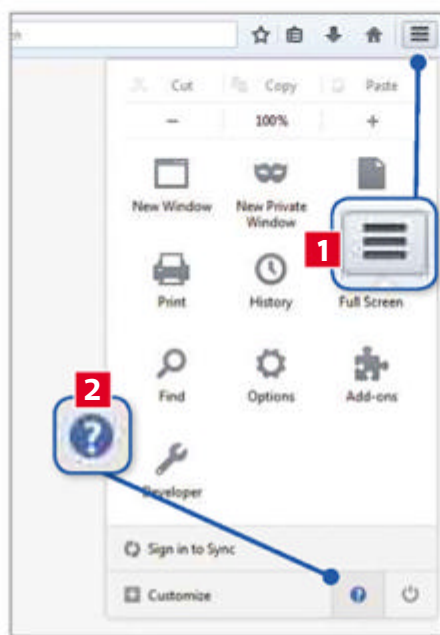 Cut Copy Paste
100%
New Window New Private
Window
1
Print History Full Screen
2
Find Options Add-ons
Developer
Sign in to Sync
Customize